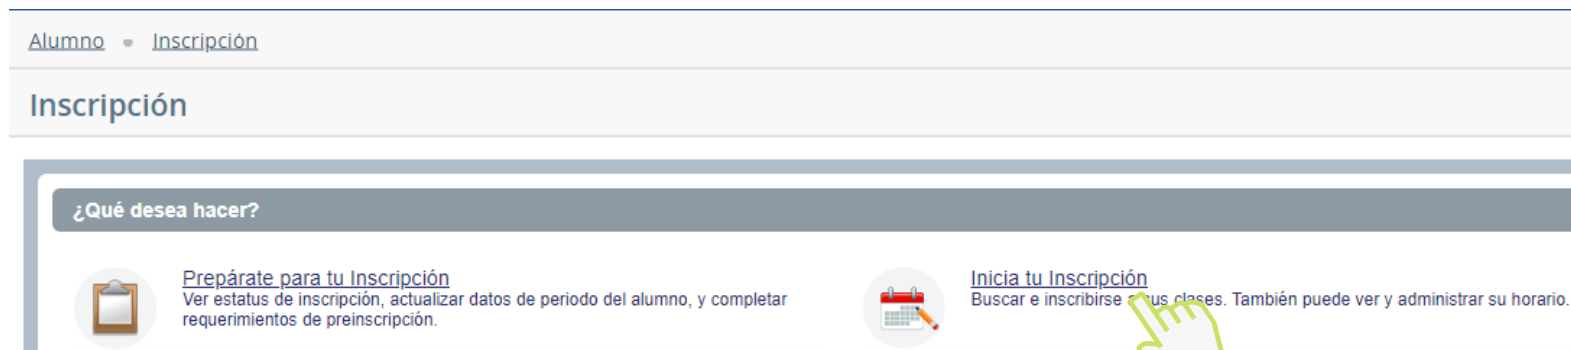 Alumno Inscripción
Inscripción
¿Qué desea hacer?
Prepárate para tu Inscripción
Ver estatus de inscripción, actualizar datos de periodo del alumno, y completar
requerimientos de preinscripción.
Inicia tu Inscripción
Buscar e inscribirse a sus clases. También puede ver y administrar su horario.